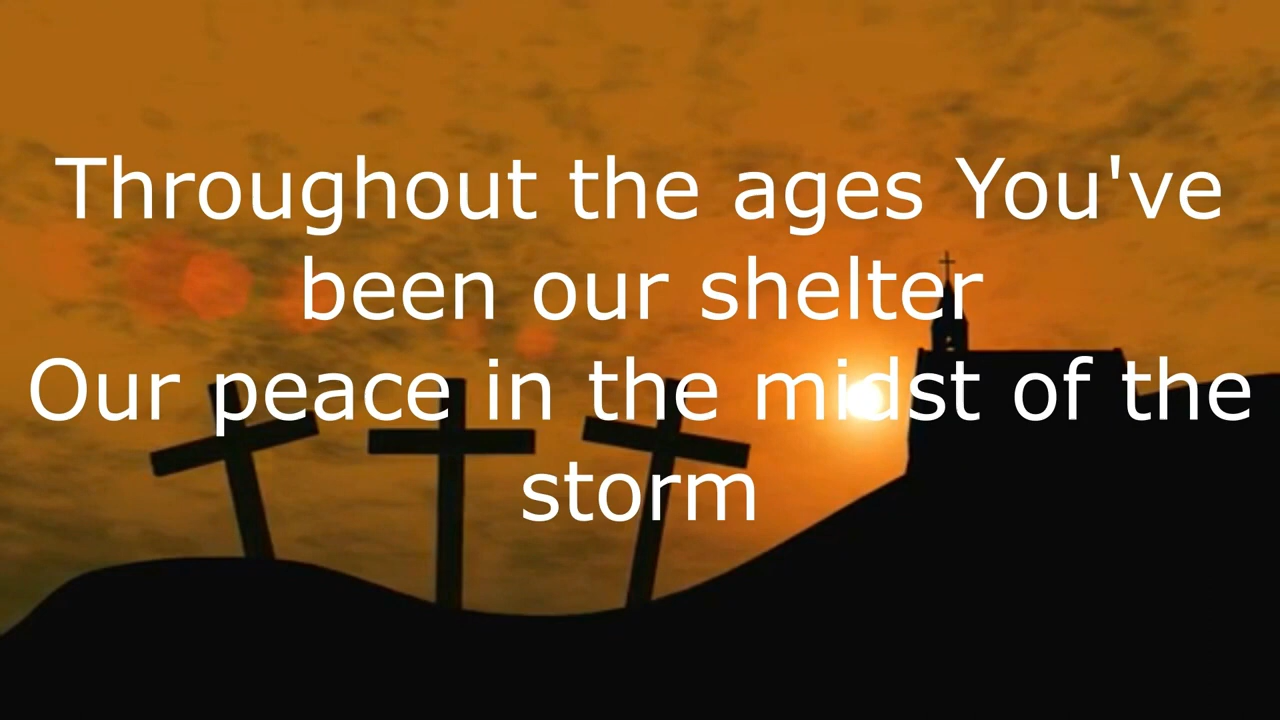 Throughout the ages You've
been our shelter
Our peace in the midst of the
storm